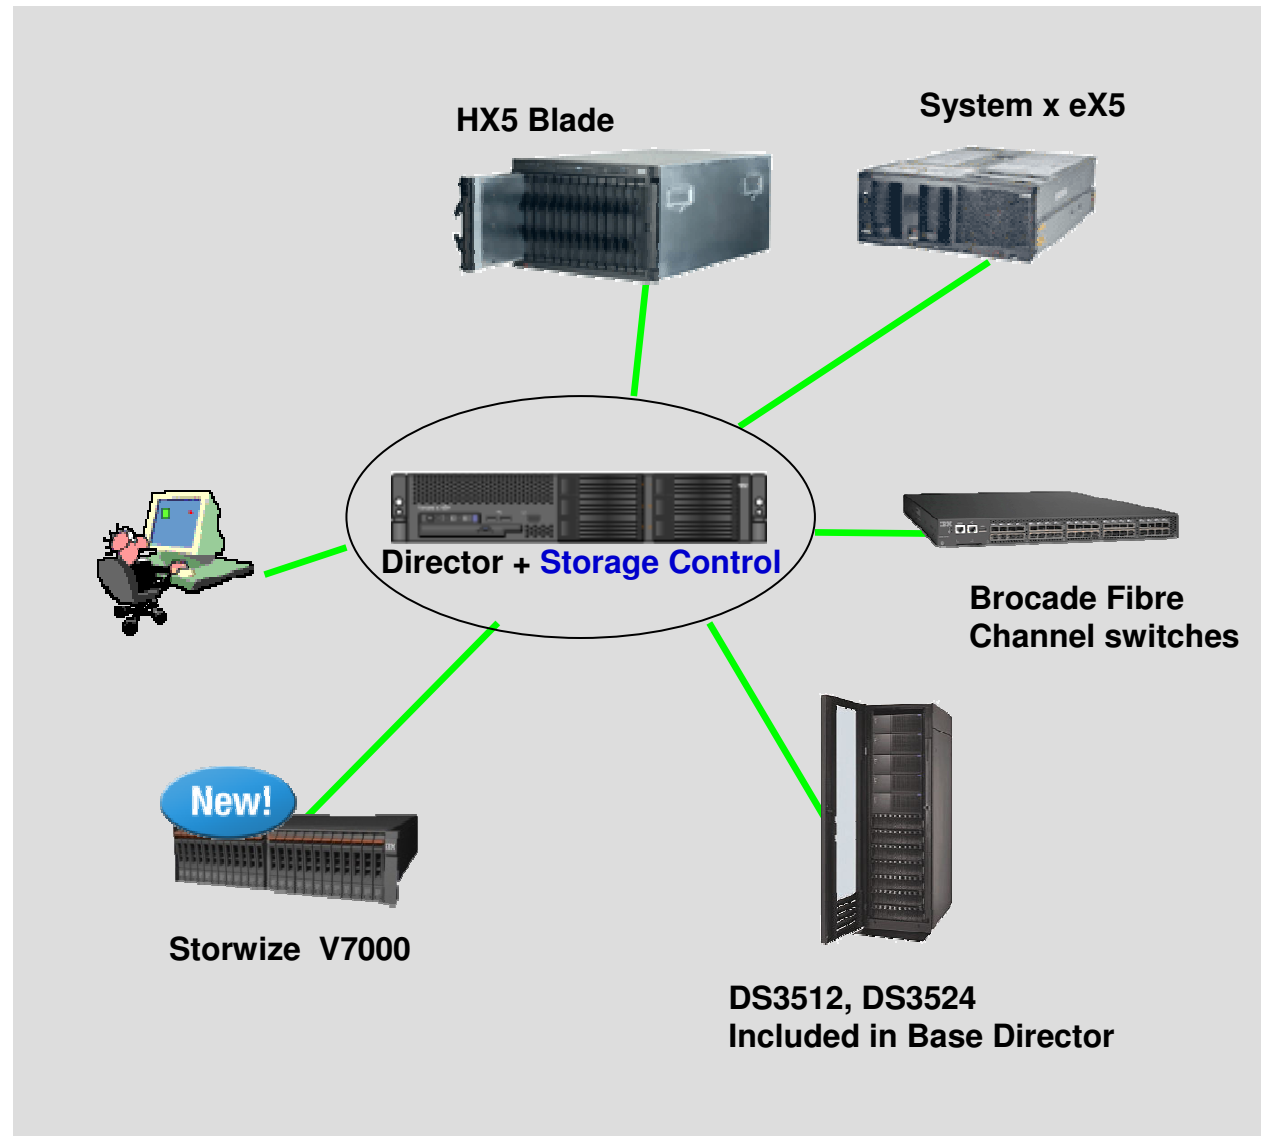 HX5 Blade
System x eX5
Director + Storage Control
Brocade Fibre
Channel switches
New!
Storwize V7000
DS3512, DS3524
Included in Base Director